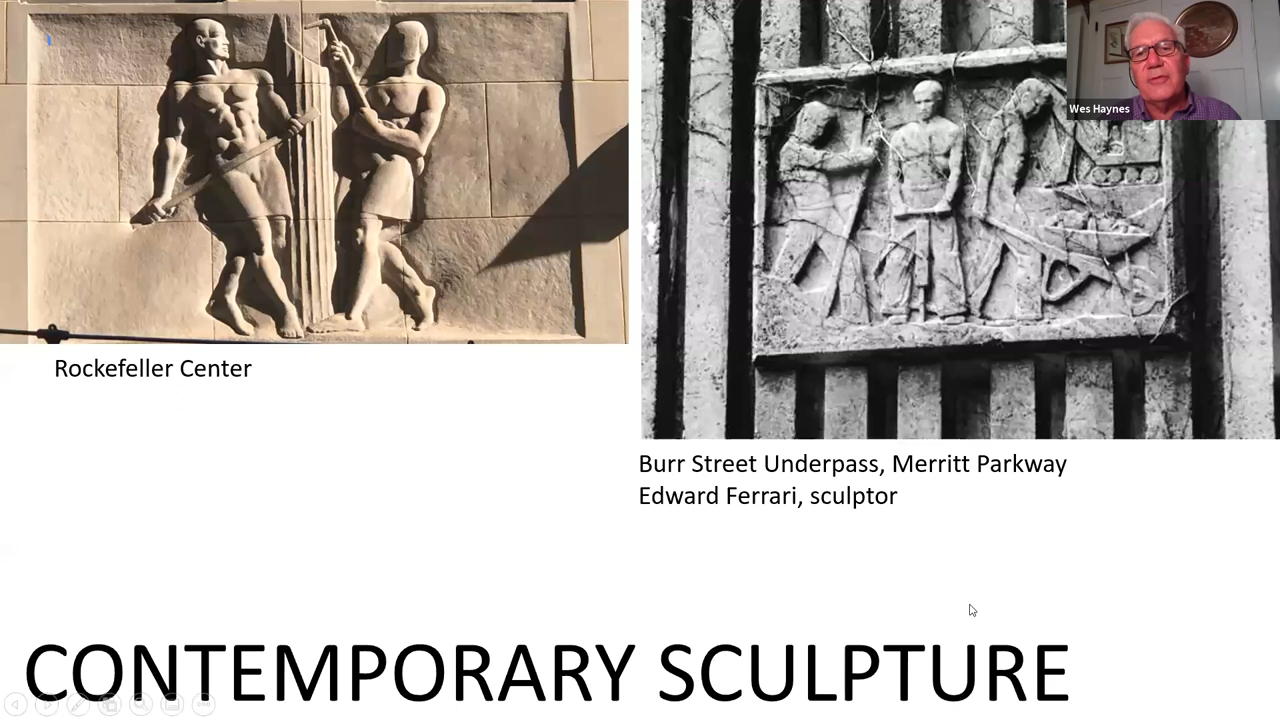 Wes Haynes
Rockefeller Center
Burr Street Underpass, Merritt Parkway
Edward Ferrari, sculptor
CONTEMPORARY SCULPTURE